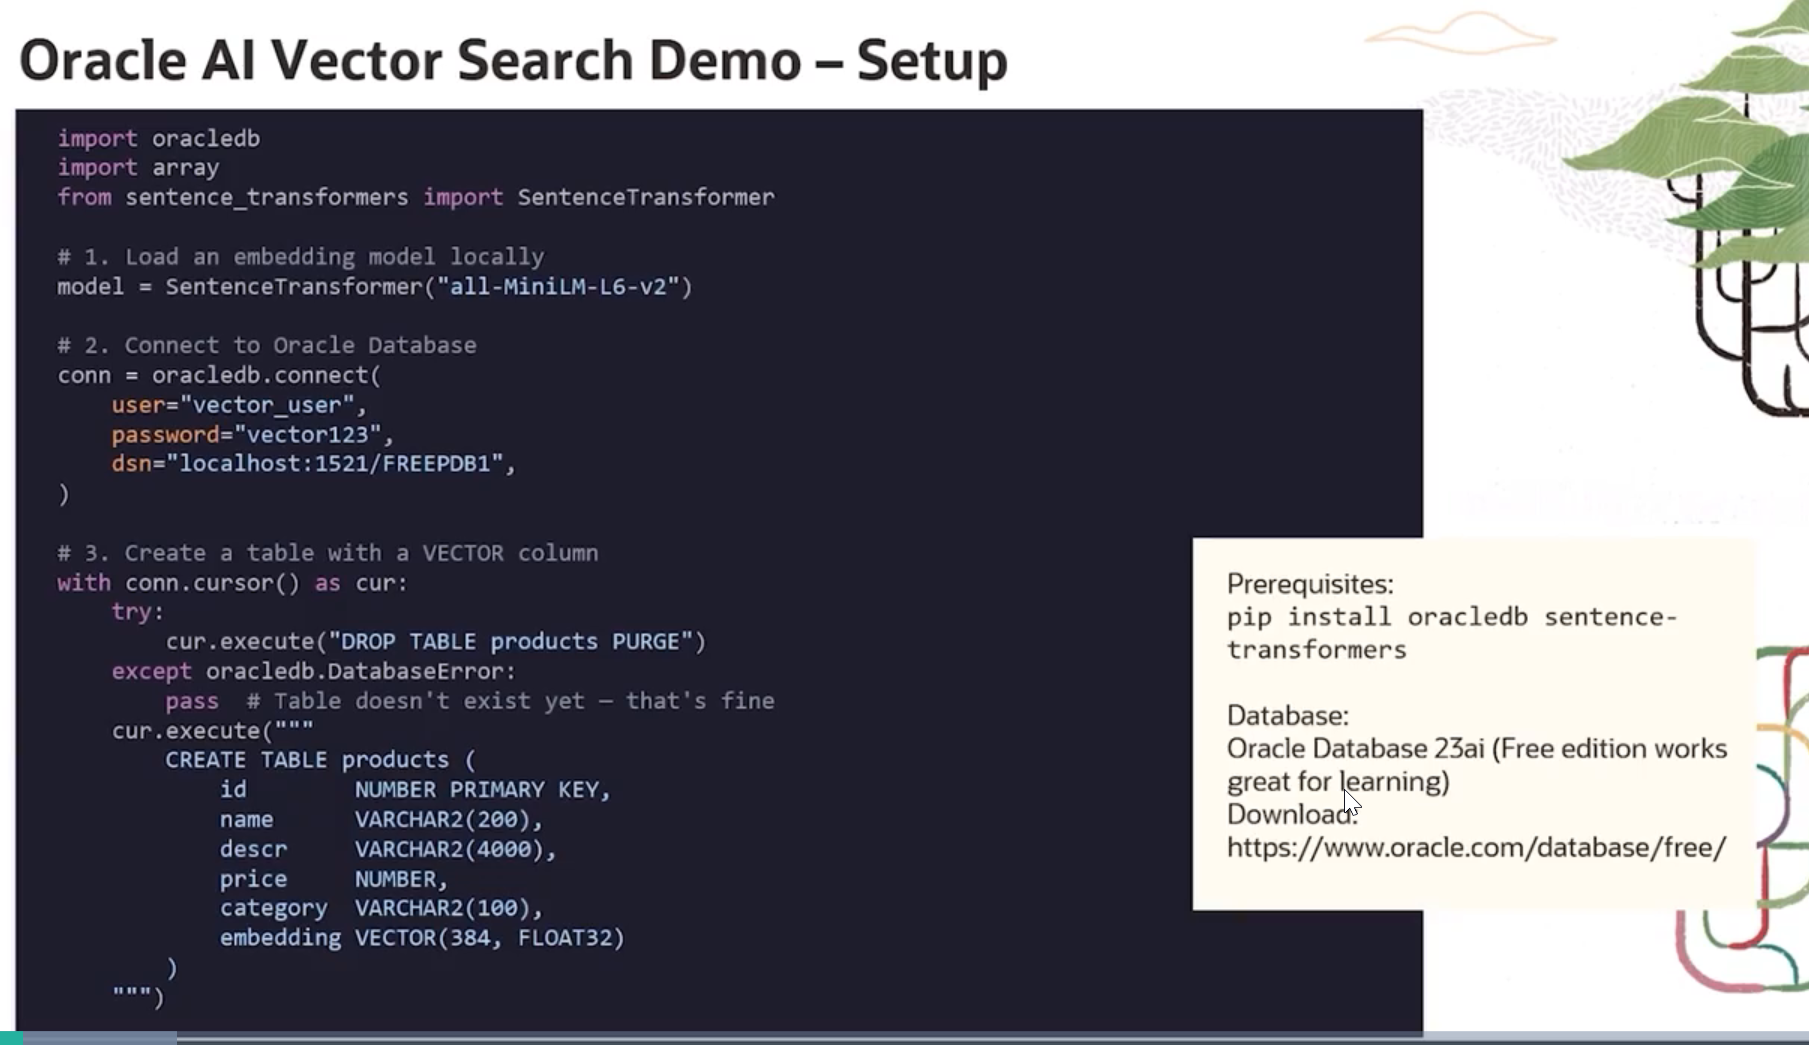 Oracle AI Vector Search Demo – Setup
import oracledb
import array
from sentence_transformers import SentenceTransformer
# 1. Load an embedding model locally
model = SentenceTransformer("all-MiniLM-L6-v2")
# 2. Connect to Oracle Database
conn = oracledb.connect(
    user="vector_user",
    password="vector123",
    dsn="localhost:1521/FREEPDB1",
)
# 3. Create a table with a VECTOR column
with conn.cursor() as cur:
    try:
        cur.execute("DROP TABLE products PURGE")
    except oracledb.DatabaseError:
        pass  # Table doesn't exist yet – that's fine
    cur.execute("""
        CREATE TABLE products (
            id        NUMBER PRIMARY KEY,
            name      VARCHAR2(200),
            descr     VARCHAR2(4000),
            price     NUMBER,
            category  VARCHAR2(100),
            embedding VECTOR(384, FLOAT32)
        )
    """)
Prerequisites:
pip install oracledb sentence-
transformers
Database:
Oracle Database 23ai (Free edition works
great for learning)
Download:
https://www.oracle.com/database/free/